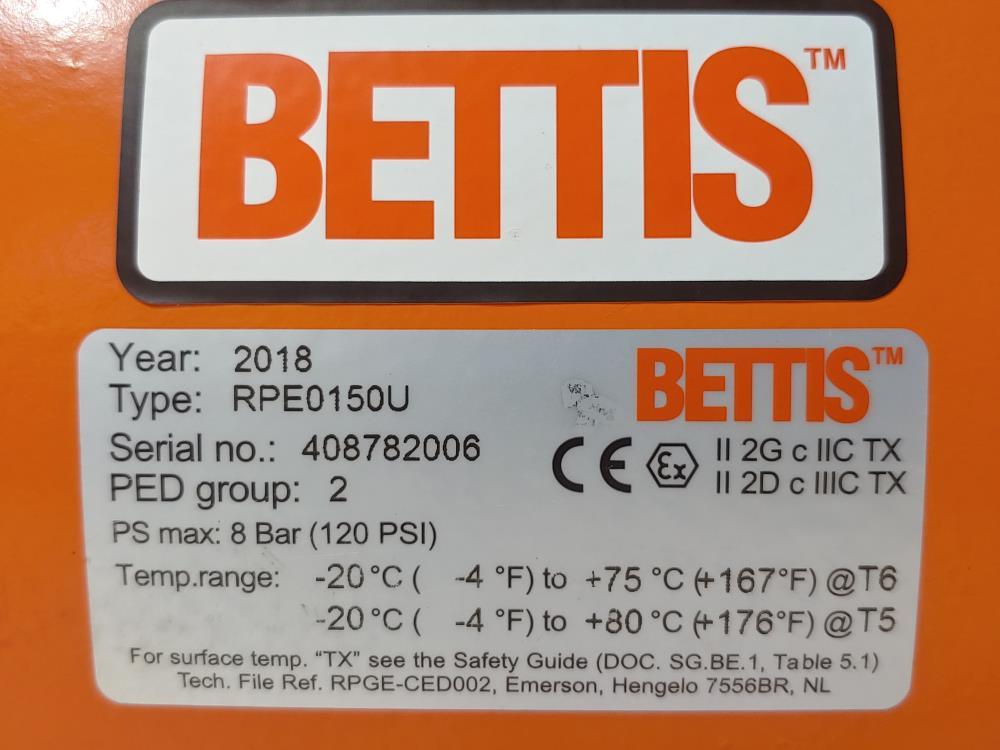 BETTIS™
Year: 2018
BETTIS™
Type: RPE0150U
Serial no.: 408782006
CE Ex II 2G c IIC TX
II 2D c IIIC TX
PED group: 2
PS max: 8 Bar (120 PSI)
Temp.range: -20°C ( -4 °F) to +75 °C (+167°F) @T6
-20°C ( -4 °F) to +80 °C (+176°F) @T5
For surface temp. “TX” see the Safety Guide (DOC. SG.BE.1, Table 5.1)
Tech. File Ref. RPGE-CED002, Emerson, Hengelo 7556BR, NL